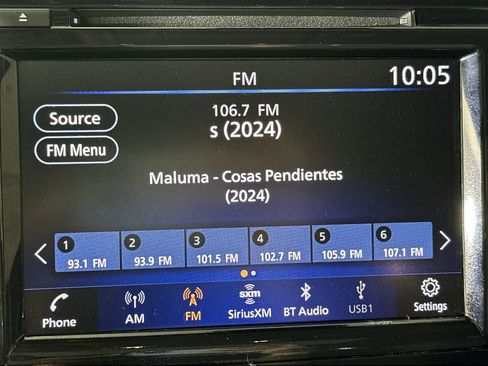 FM
10:05
Source
106.7 FM
s (2024)
FM Menu
Maluma - Cosas Pendientes
(2024)
1
93.1 FM
2
93.9 FM
3
101.5 FM
4
102.7 FM
5
105.9 FM
6
107.1 FM
Phone
AM
FM
sxm
SiriusXM
BT Audio
USB1
Settings